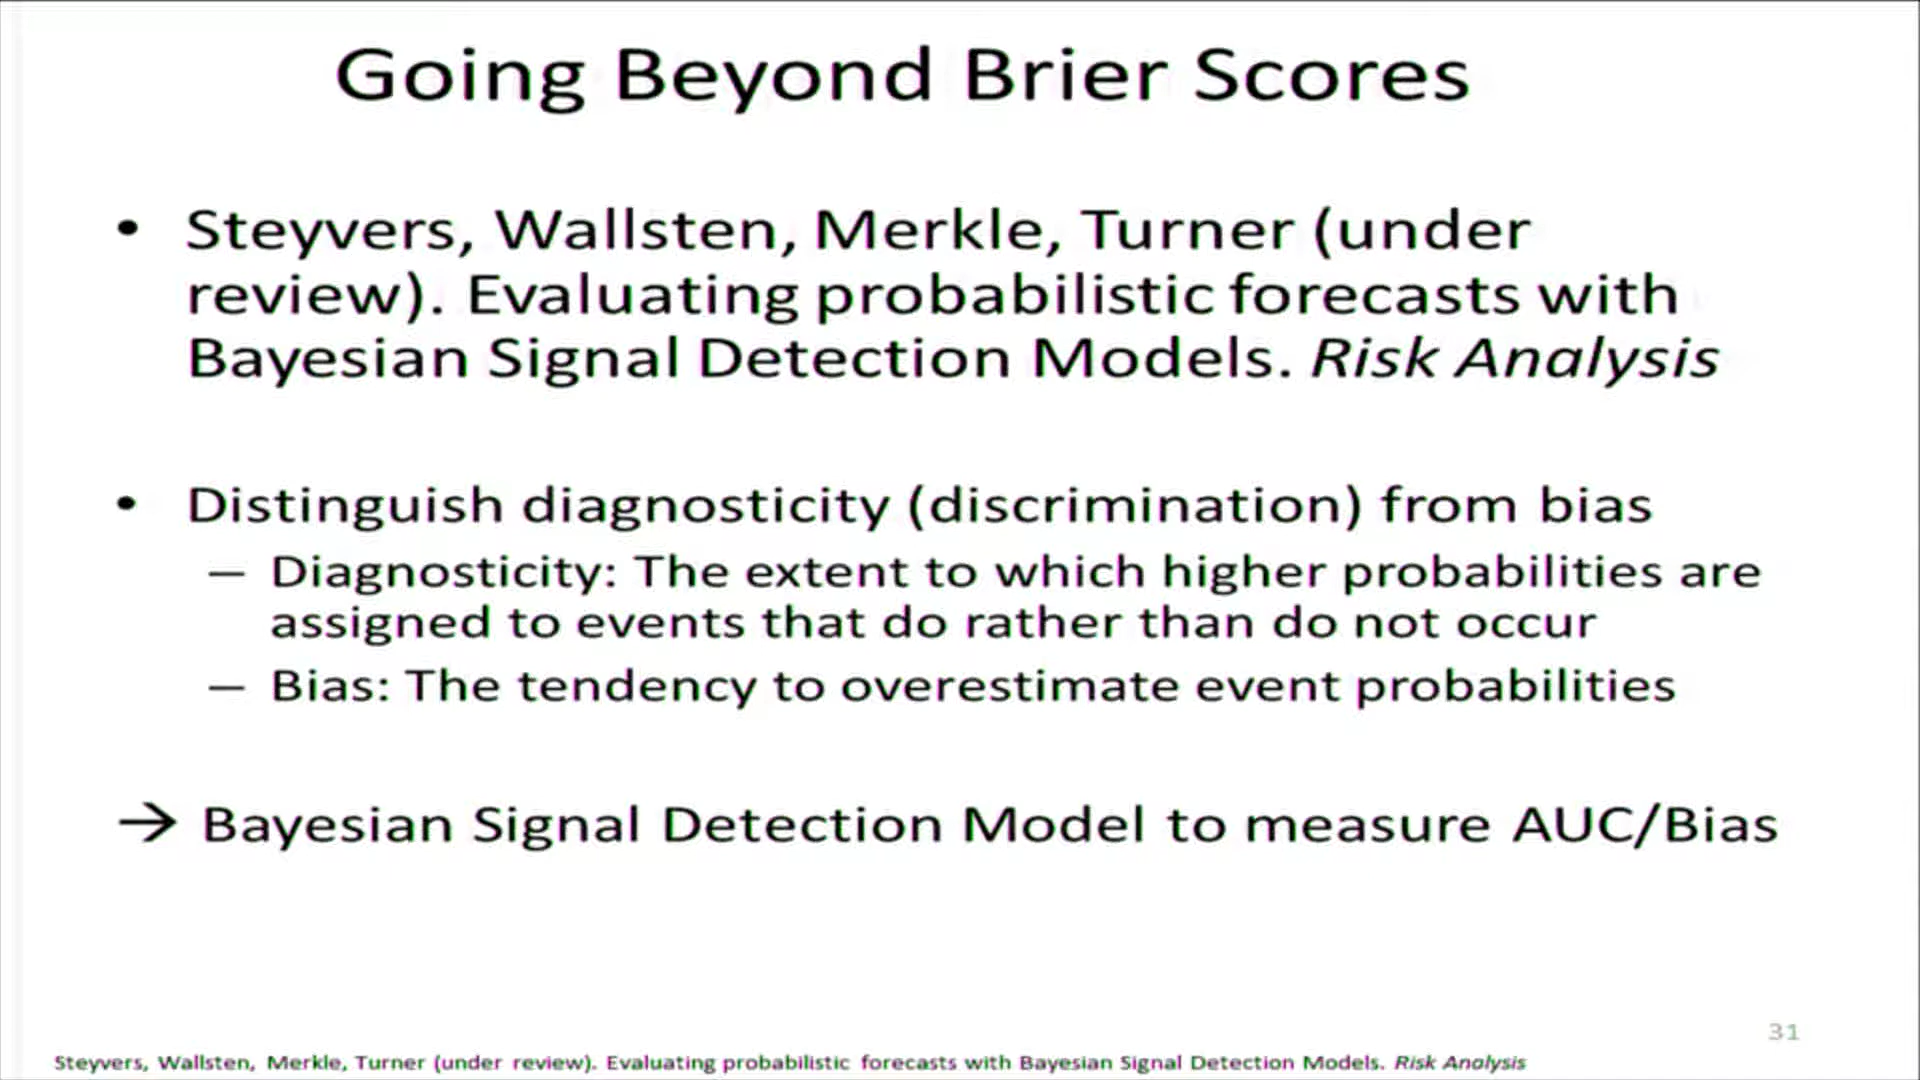 Going Beyond Brier Scores
• Steyvers, Wallsten, Merkle, Turner (under
review). Evaluating probabilistic forecasts with
Bayesian Signal Detection Models. Risk Analysis
• Distinguish diagnosticity (discrimination) from bias
– Diagnosticity: The extent to which higher probabilities are
assigned to events that do rather than do not occur
– Bias: The tendency to overestimate event probabilities
→ Bayesian Signal Detection Model to measure AUC/Bias
31
Steyvers, Wallsten, Merkle, Turner (under review). Evaluating probabilistic forecasts with Bayesian Signal Detection Models. Risk Analysis